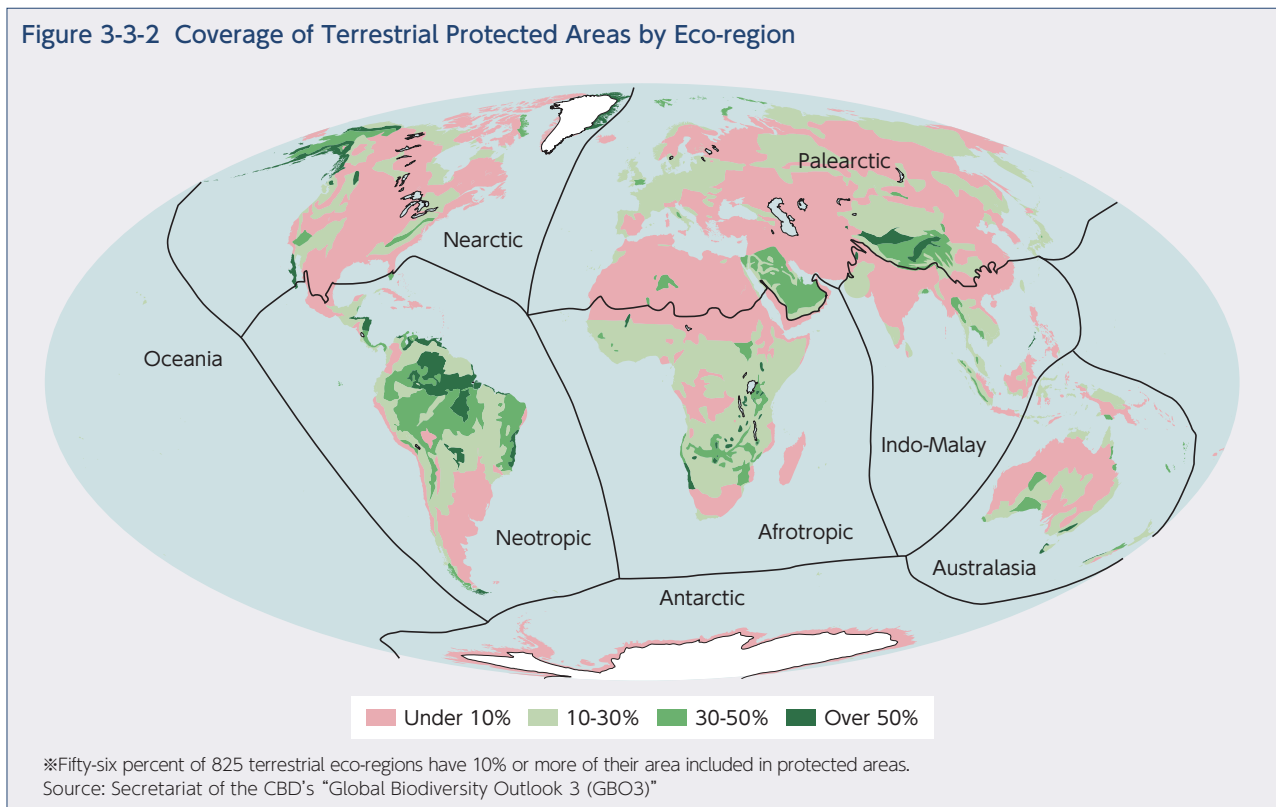 Figure 3-3-2 Coverage of Terrestrial Protected Areas by Eco-region
Palearctic
Nearctic
Oceania
Indo-Malay
Neotropic
Afrotropic
Australasia
Antarctic
Under 10% 10-30% 30-50% Over 50%
※Fifty-six percent of 825 terrestrial eco-regions have 10% or more of their area included in protected areas.
Source: Secretariat of the CBD's “Global Biodiversity Outlook 3 (GBO3)”